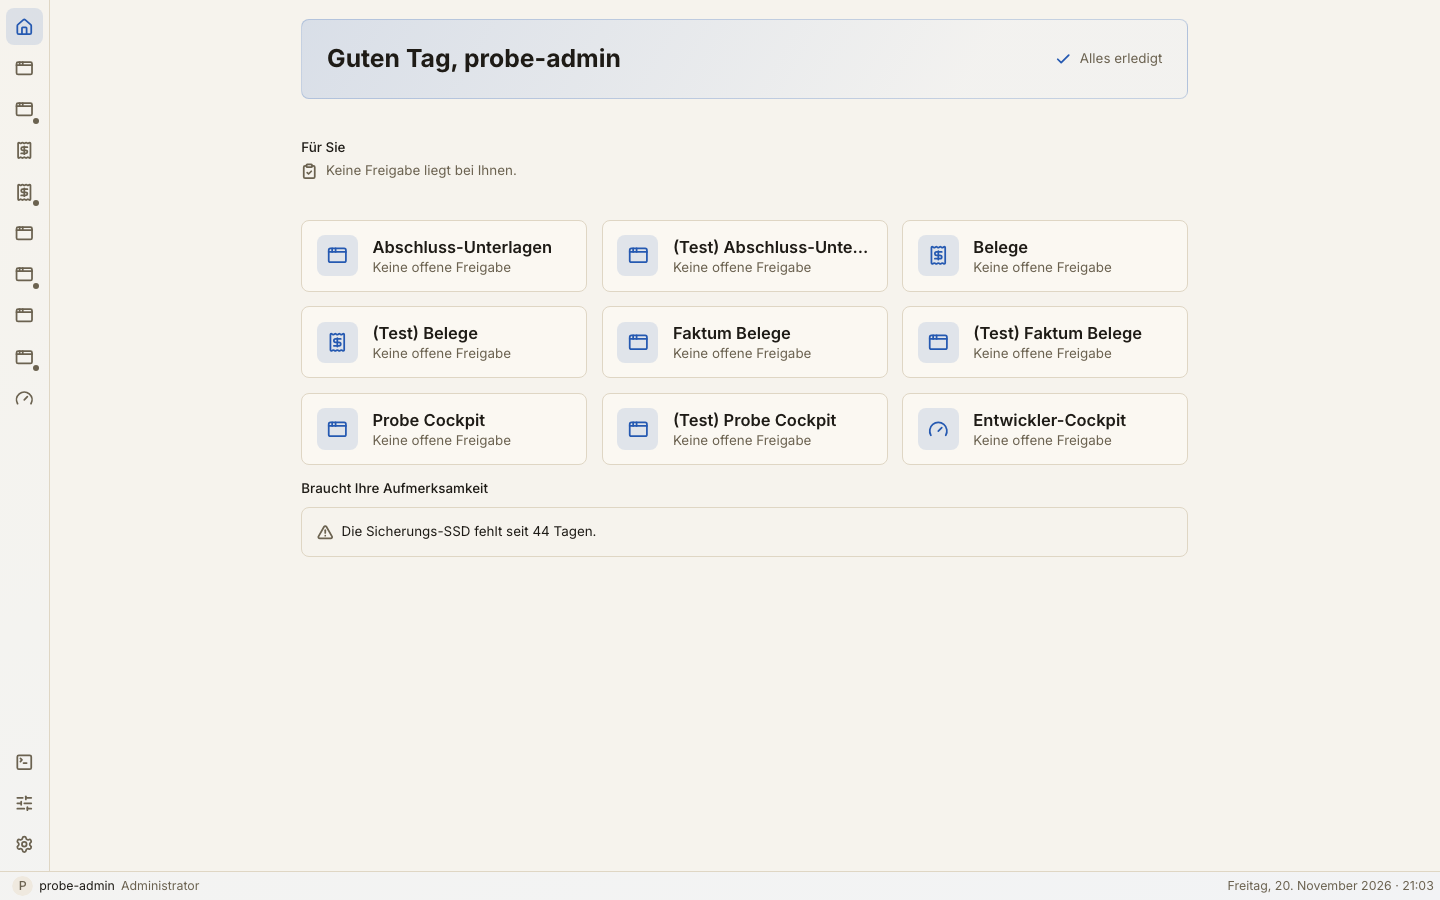 Guten Tag, probe-admin
Alles erledigt
Für Sie
Keine Freigabe liegt bei Ihnen.
Abschluss-Unterlagen
Keine offene Freigabe
(Test) Abschluss-Unte…
Keine offene Freigabe
Belege
Keine offene Freigabe
(Test) Belege
Keine offene Freigabe
Faktum Belege
Keine offene Freigabe
(Test) Faktum Belege
Keine offene Freigabe
Probe Cockpit
Keine offene Freigabe
(Test) Probe Cockpit
Keine offene Freigabe
Entwickler-Cockpit
Keine offene Freigabe
Braucht Ihre Aufmerksamkeit
Die Sicherungs-SSD fehlt seit 44 Tagen.
P probe-admin Administrator
Freitag, 20. November 2026 · 21:03